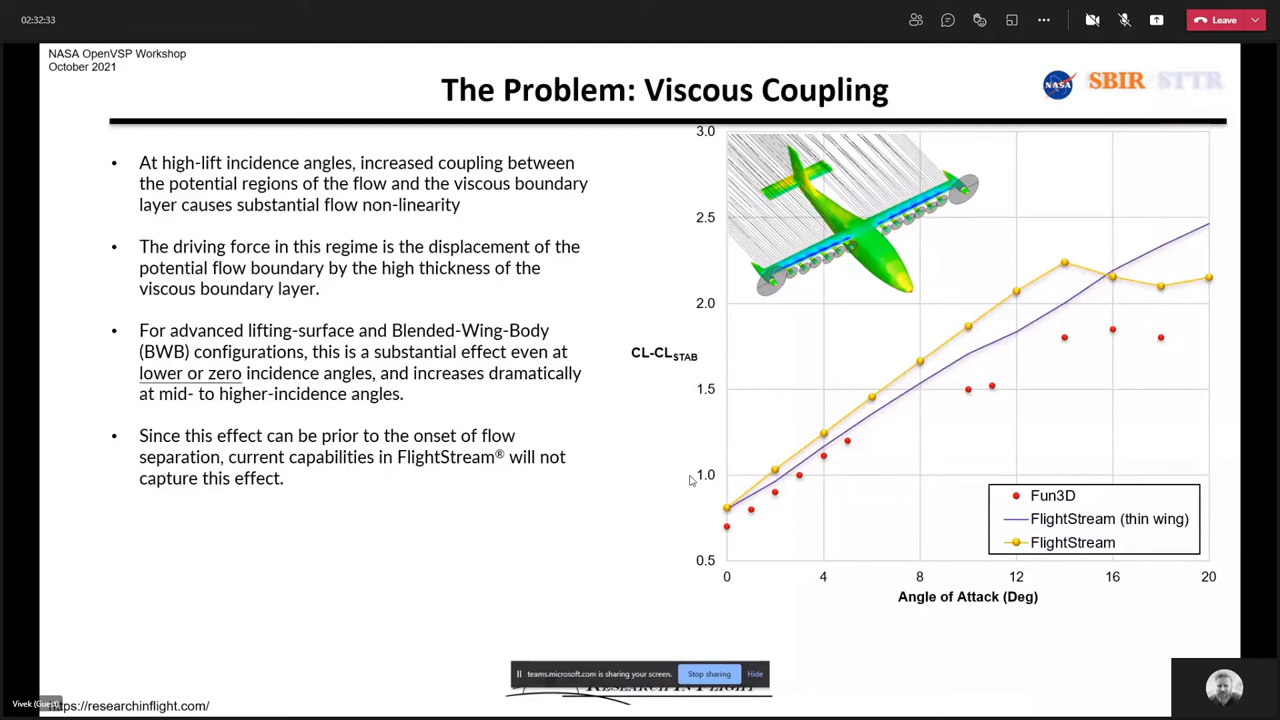 02:32:33
Leave
NASA OpenVSP Workshop
October 2021
The Problem: Viscous Coupling
SBIR STTR
NASA
• At high-lift incidence angles, increased coupling between
the potential regions of the flow and the viscous boundary
layer causes substantial flow non-linearity
• The driving force in this regime is the displacement of the
potential flow boundary by the high thickness of the
viscous boundary layer.
• For advanced lifting-surface and Blended-Wing-Body
(BWB) configurations, this is a substantial effect even at
lower or zero incidence angles, and increases dramatically
at mid- to higher-incidence angles.
• Since this effect can be prior to the onset of flow
separation, current capabilities in FlightStream® will not
capture this effect.
3.0
2.5
2.0
CL-CLSTAB
1.5
1.0
0.5
Fun3D
FlightStream (thin wing)
FlightStream
0 4 8 12 16 20
Angle of Attack (Deg)
teams.microsoft.com is sharing your screen.
Stop sharing
Hide
RESEARCH IN FLIGHT
Vivek (Guest)
https://researchinflight.com/